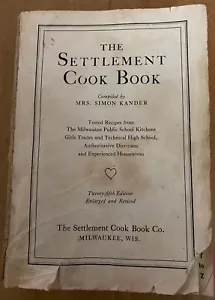 THE
SETTLEMENT
COOK BOOK
Compiled by
MRS. SIMON KANDER
Tested Recipes from
The Milwaukee Public School Kitchens
Girls Trades and Technical High School,
Authoritative Dietitians
and Experienced Housewives
Twenty-fifth Edition
Enlarged and Revised
The Settlement Cook Book Co.
MILWAUKEE, WIS.
to
Z